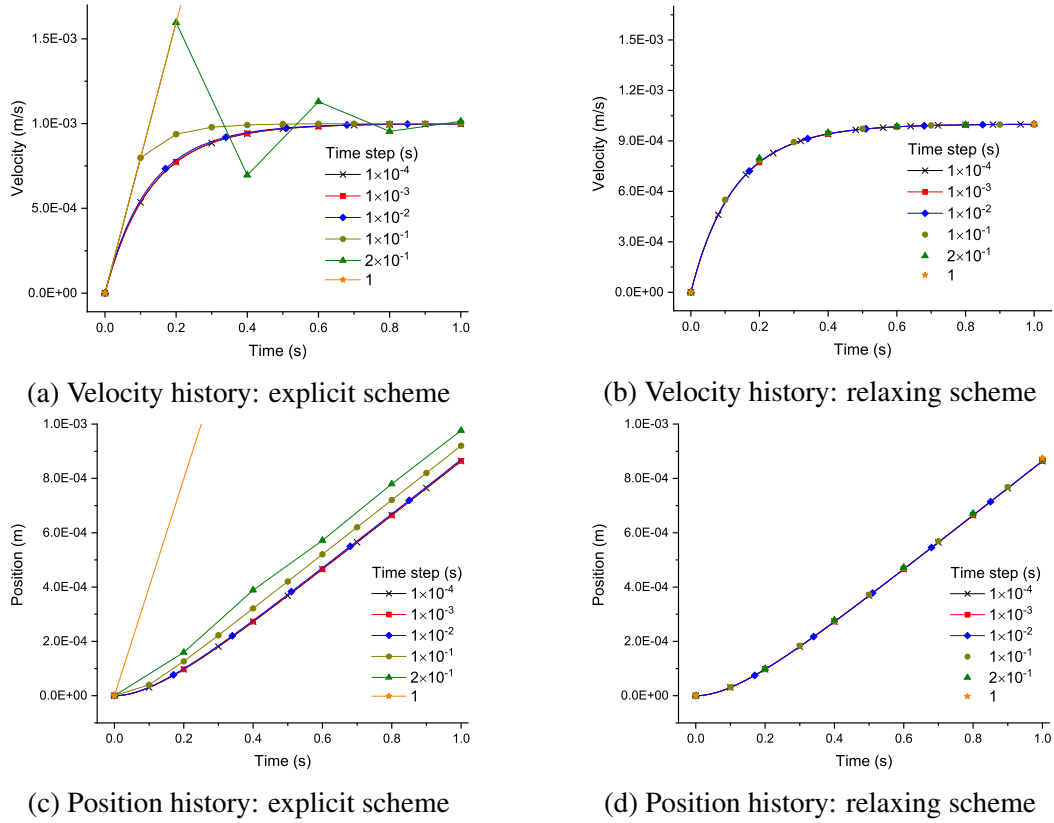 1.5E-03
1.0E-03
5.0E-04
0.0E+00
Velocity (m/s)
Time step (s)
1×10⁻⁴
1×10⁻³
1×10⁻²
1×10⁻¹
2×10⁻¹
1
0.0 0.2 0.4 0.6 0.8 1.0
Time (s)
(a) Velocity history: explicit scheme
1.5E-03
1.2E-03
9.0E-04
6.0E-04
3.0E-04
0.0E+00
Velocity (m/s)
Time step (s)
1×10⁻⁴
1×10⁻³
1×10⁻²
1×10⁻¹
2×10⁻¹
1
0.0 0.2 0.4 0.6 0.8 1.0
Time (s)
(b) Velocity history: relaxing scheme
1.0E-03
8.0E-04
6.0E-04
4.0E-04
2.0E-04
0.0E+00
Position (m)
Time step (s)
1×10⁻⁴
1×10⁻³
1×10⁻²
1×10⁻¹
2×10⁻¹
1
0.0 0.2 0.4 0.6 0.8 1.0
Time (s)
(c) Position history: explicit scheme
1.0E-03
8.0E-04
6.0E-04
4.0E-04
2.0E-04
0.0E+00
Position (m)
Time step (s)
1×10⁻⁴
1×10⁻³
1×10⁻²
1×10⁻¹
2×10⁻¹
1
0.0 0.2 0.4 0.6 0.8 1.0
Time (s)
(d) Position history: relaxing scheme